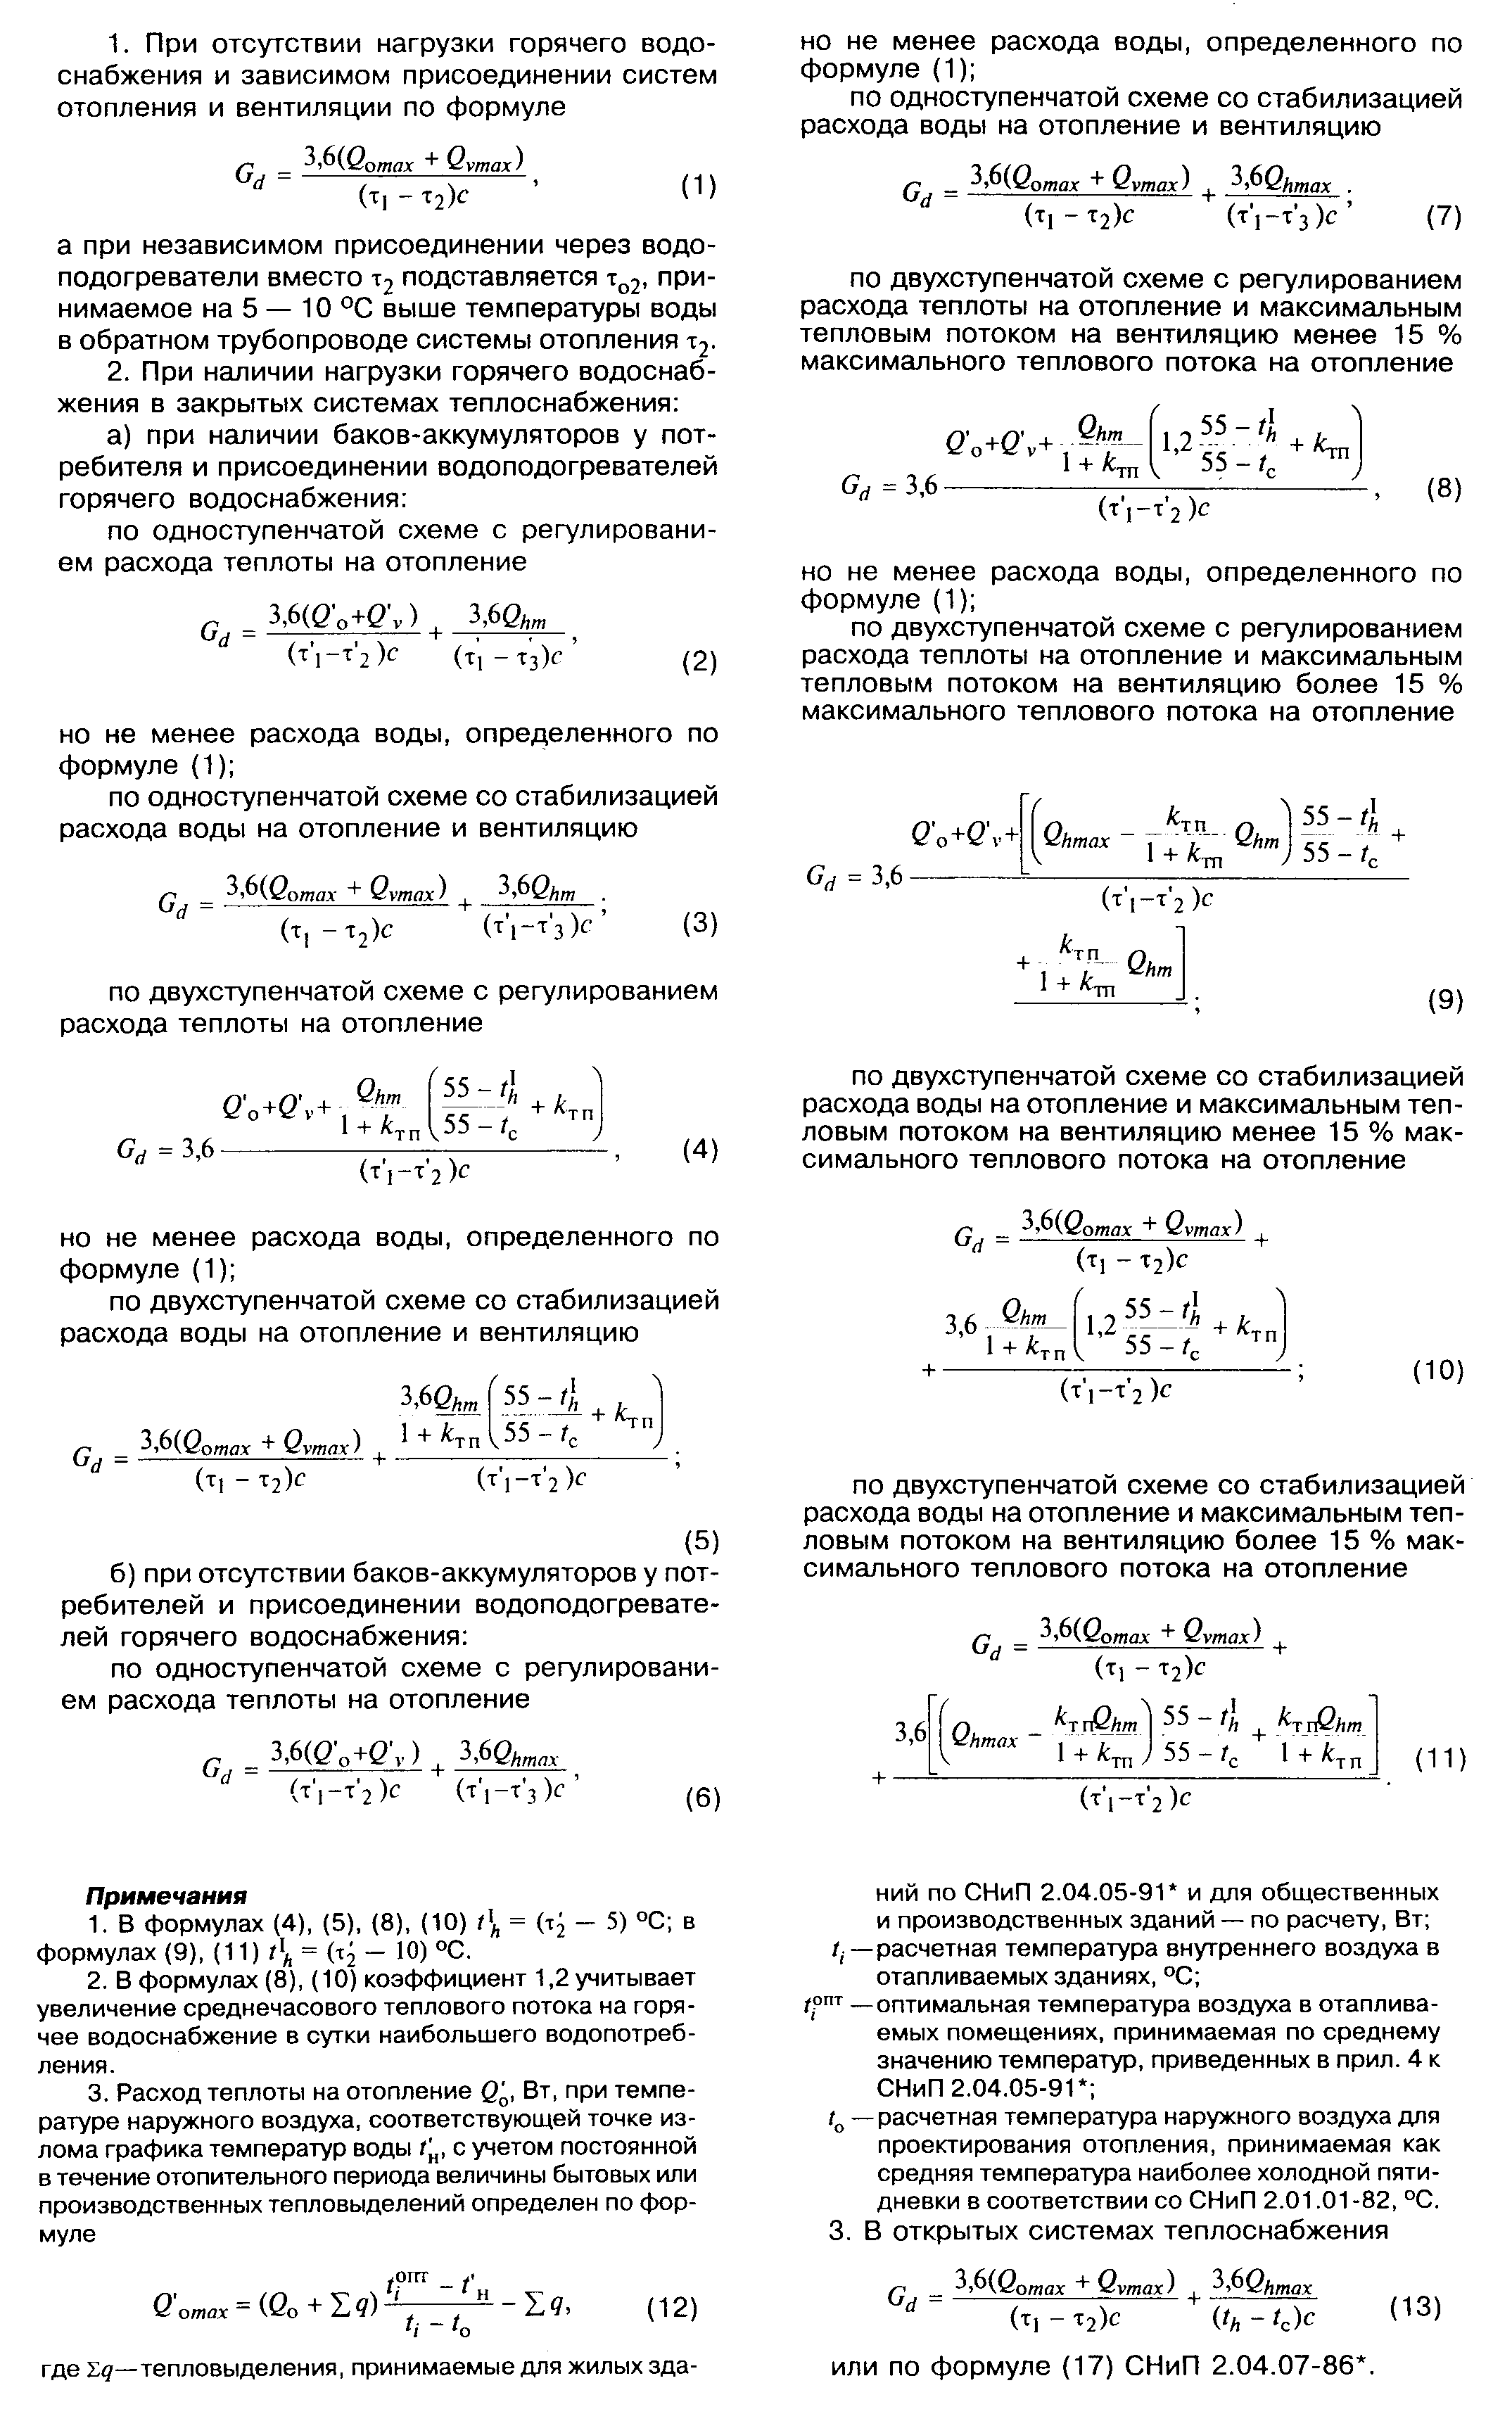 1. При отсутствии нагрузки горячего водо-
снабжения и зависимом присоединении систем
отопления и вентиляции по формуле
G_d = 3,6(Q_omax + Q_vmax) / (τ₁ – τ₂)c , (1)
а при независимом присоединении через водо-
подогреватели вместо τ₂ подставляется τ_о2, при-
нимаемое на 5 — 10 °С выше температуры воды
в обратном трубопроводе системы отопления τ₂.
2. При наличии нагрузки горячего водоснаб-
жения в закрытых системах теплоснабжения:
а) при наличии баков-аккумуляторов у пот-
ребителя и присоединении водоподогревателей
горячего водоснабжения:
по одноступенчатой схеме с регулировани-
ем расхода теплоты на отопление
G_d = 3,6(Q'_o+Q'_v) / (τ'₁–τ'₂)c + 3,6Q_hm / (τ'₁ – τ'₃)c , (2)
но не менее расхода воды, определенного по
формуле (1);
по одноступенчатой схеме со стабилизацией
расхода воды на отопление и вентиляцию
G_d = 3,6(Q_omax + Q_vmax) / (τ₁ – τ₂)c + 3,6Q_hm / (τ'₁–τ'₃)c ; (3)
по двухступенчатой схеме с регулированием
расхода теплоты на отопление
G_d = 3,6 [Q'_o+Q'_v+ Q_hm / (1 + k_тп) ((55 – t_h^I) / (55 – t_c) + k_тп)] / (τ'₁–τ'₂)c , (4)
но не менее расхода воды, определенного по
формуле (1);
по двухступенчатой схеме со стабилизацией
расхода воды на отопление и вентиляцию
G_d = 3,6(Q_omax + Q_vmax) / (τ₁ – τ₂)c + [3,6Q_hm / (1 + k_тп) ((55 – t_h^I) / (55 – t_c) + k_тп)] / (τ'₁–τ'₂)c ;
(5)
б) при отсутствии баков-аккумуляторов у пот-
ребителей и присоединении водоподогревате-
лей горячего водоснабжения:
по одноступенчатой схеме с регулировани-
ем расхода теплоты на отопление
G_d = 3,6(Q'_o+Q'_v) / (τ'₁–τ'₂)c + 3,6Q_hmax / (τ'₁–τ'₃)c , (6)
но не менее расхода воды, определенного по
формуле (1);
по одноступенчатой схеме со стабилизацией
расхода воды на отопление и вентиляцию
G_d = 3,6(Q_omax + Q_vmax) / (τ₁ – τ₂)c + 3,6Q_hmax / (τ'₁–τ'₃)c ; (7)
по двухступенчатой схеме с регулированием
расхода теплоты на отопление и максимальным
тепловым потоком на вентиляцию менее 15 %
максимального теплового потока на отопление
G_d = 3,6 [Q'_o+Q'_v+ Q_hm / (1 + k_тп) (1,2 (55 – t_h^I) / (55 – t_c) + k_тп)] / (τ'₁–τ'₂)c , (8)
но не менее расхода воды, определенного по
формуле (1);
по двухступенчатой схеме с регулированием
расхода теплоты на отопление и максимальным
тепловым потоком на вентиляцию более 15 %
максимального теплового потока на отопление
G_d = 3,6 Q'_o+Q'_v+ [(Q_hmax – k_тп / (1 + k_тп) Q_hm) (55 – t_h^I) / (55 – t_c) + / (τ'₁–τ'₂)c
+ k_тп / (1 + k_тп) Q_hm] ; (9)
по двухступенчатой схеме со стабилизацией
расхода воды на отопление и максимальным теп-
ловым потоком на вентиляцию менее 15 % мак-
симального теплового потока на отопление
G_d = 3,6(Q_omax + Q_vmax) / (τ₁ – τ₂)c +
+ [3,6 Q_hm / (1 + k_тп) (1,2 (55 – t_h^I) / (55 – t_c) + k_тп)] / (τ'₁–τ'₂)c ; (10)
по двухступенчатой схеме со стабилизацией
расхода воды на отопление и максимальным теп-
ловым потоком на вентиляцию более 15 % мак-
симального теплового потока на отопление
G_d = 3,6(Q_omax + Q_vmax) / (τ₁ – τ₂)c +
+ 3,6[(Q_hmax – k_тпQ_hm / (1 + k_тп)) (55 – t_h^I) / (55 – t_c) + k_тпQ_hm / (1 + k_тп)] / (τ'₁–τ'₂)c . (11)
Примечания
1. В формулах (4), (5), (8), (10) t_h^I = (τ'₂ — 5) °С; в
формулах (9), (11) t_h^I = (τ'₂ — 10) °С.
2. В формулах (8), (10) коэффициент 1,2 учитывает
увеличение среднечасового теплового потока на горя-
чее водоснабжение в сутки наибольшего водопотреб-
ления.
3. Расход теплоты на отопление Q'_o, Вт, при темпе-
ратуре наружного воздуха, соответствующей точке из-
лома графика температур воды t'_н, с учетом постоянной
в течение отопительного периода величины бытовых или
производственных тепловыделений определен по фор-
муле
Q'_omax = (Q_o + Σq) (t_i^опт – t'_н) / (t_i – t_o) – Σq, (12)
где Σq—тепловыделения, принимаемые для жилых зда-
ний по СНиП 2.04.05-91* и для общественных
и производственных зданий — по расчету, Вт;
t_i —расчетная температура внутреннего воздуха в
отапливаемых зданиях, °С;
t_i^опт —оптимальная температура воздуха в отаплива-
емых помещениях, принимаемая по среднему
значению температур, приведенных в прил. 4 к
СНиП 2.04.05-91*;
t_o —расчетная температура наружного воздуха для
проектирования отопления, принимаемая как
средняя температура наиболее холодной пяти-
дневки в соответствии со СНиП 2.01.01-82, °С.
3. В открытых системах теплоснабжения
G_d = 3,6(Q_omax + Q_vmax) / (τ₁ – τ₂)c + 3,6Q_hmax / (t_h – t_c)c (13)
или по формуле (17) СНиП 2.04.07-86*.